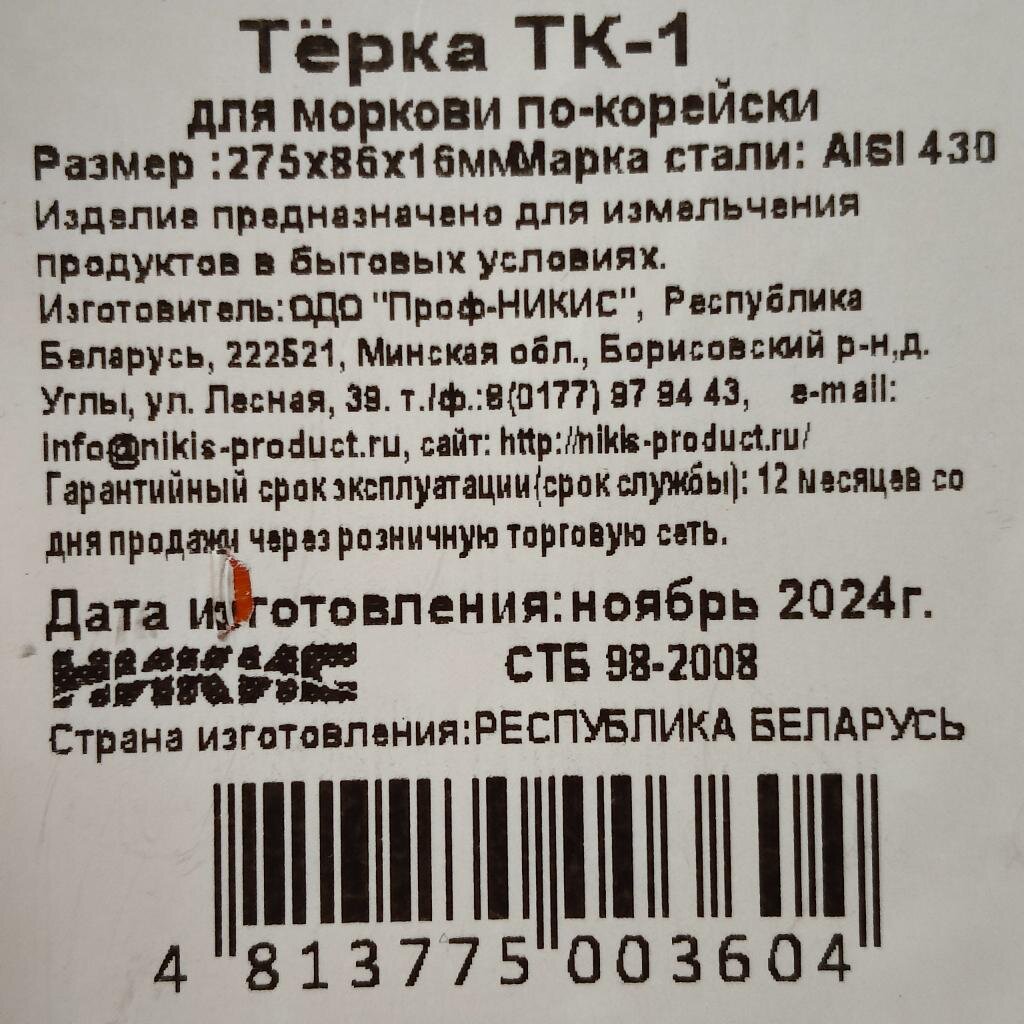 Тёрка ТК-1
для моркови по-корейски
Размер :275х86х16мм Марка стали: AISI 430
Изделие предназначено для измельчения
продуктов в бытовых условиях.
Изготовитель:ОДО "Проф-НИКИС", Республика
Беларусь, 222521, Минская обл., Борисовский р-н,д.
Углы, ул. Лесная, 39. т./ф.:8(0177) 97 94 43, e-mail:
info@nikis-product.ru, сайт: http://nikis-product.ru/
Гарантийный срок эксплуатации(срок службы): 12 месяцев со
дня продажи через розничную торговую сеть.
Дата изготовления:ноябрь 2024г.
НИКИС СТБ 98-2008
Страна изготовления:РЕСПУБЛИКА БЕЛАРУСЬ
4 813775 003604